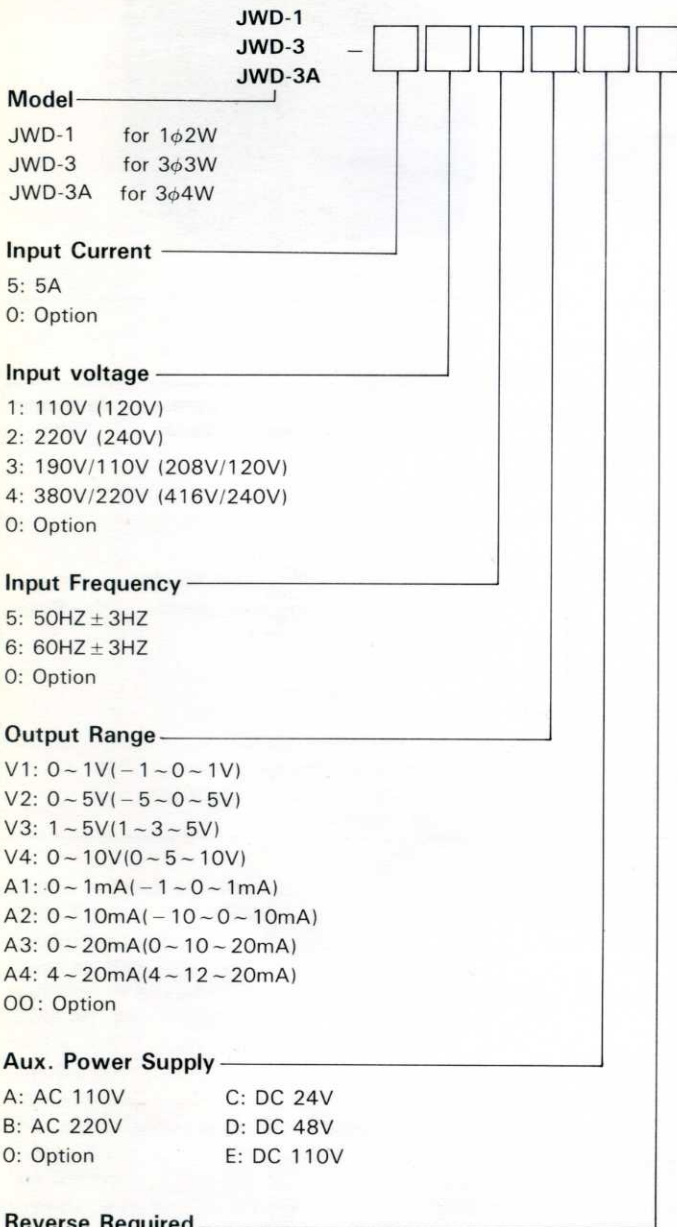 JWD-1
JWD-3 –
JWD-3A
Model
JWD-1 for 1φ2W
JWD-3 for 3φ3W
JWD-3A for 3φ4W
Input Current
5: 5A
0: Option
Input voltage
1: 110V (120V)
2: 220V (240V)
3: 190V/110V (208V/120V)
4: 380V/220V (416V/240V)
0: Option
Input Frequency
5: 50HZ ± 3HZ
6: 60HZ ± 3HZ
0: Option
Output Range
V1: 0~1V(−1~0~1V)
V2: 0~5V(−5~0~5V)
V3: 1~5V(1~3~5V)
V4: 0~10V(0~5~10V)
A1: 0~1mA(−1~0~1mA)
A2: 0~10mA(−10~0~10mA)
A3: 0~20mA(0~10~20mA)
A4: 4~20mA(4~12~20mA)
OO: Option
Aux. Power Supply
A: AC 110V C: DC 24V
B: AC 220V D: DC 48V
0: Option E: DC 110V
Reverse Required